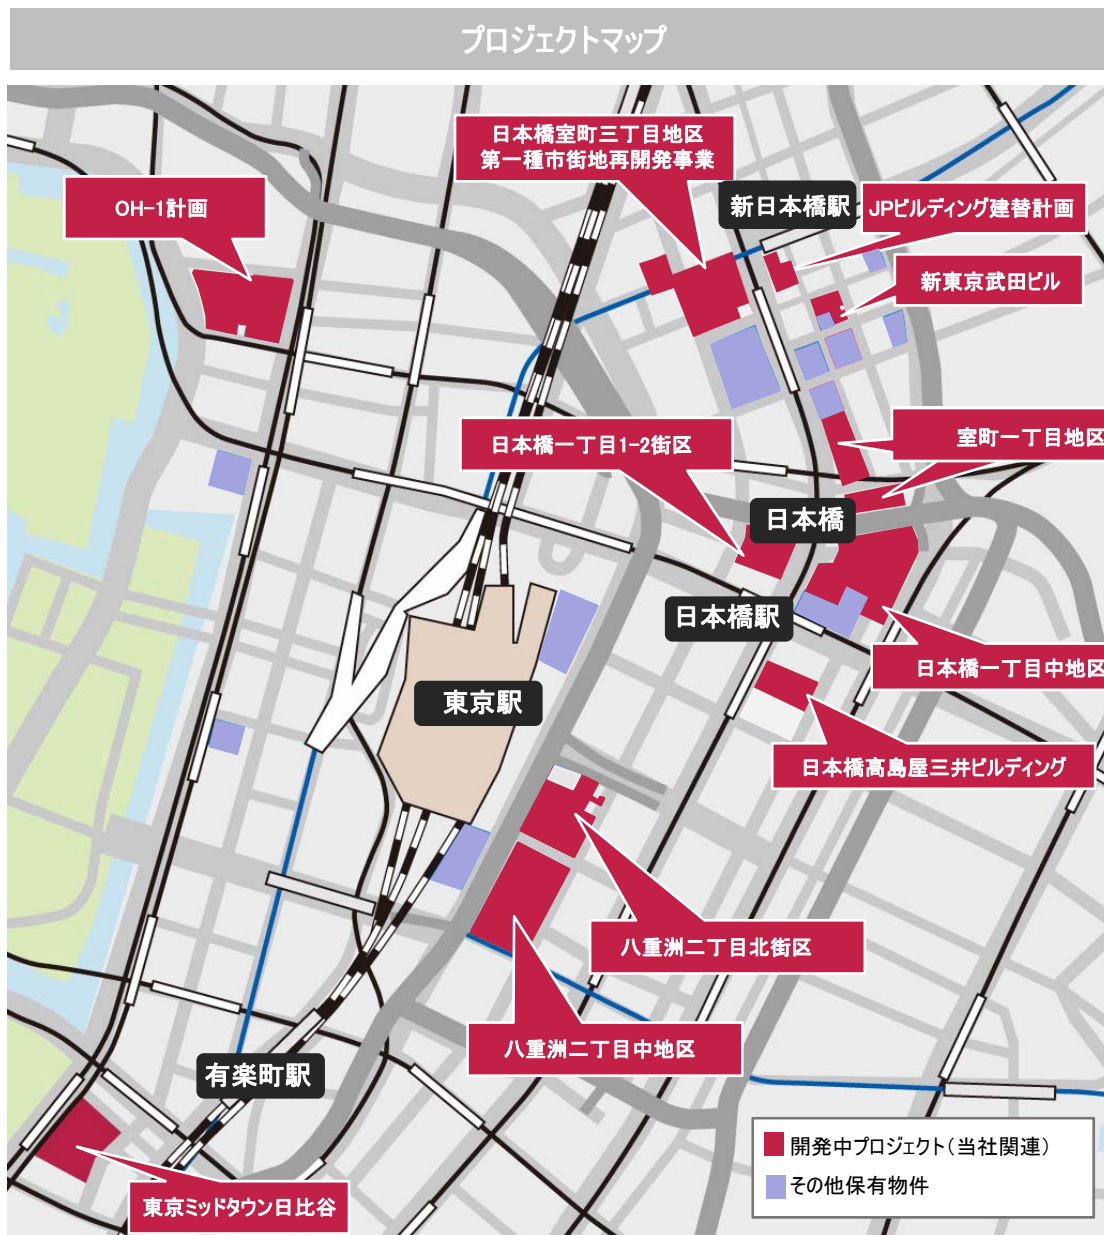 プロジェクトマップ
日本橋室町三丁目地区
第一種市街地再開発事業
OH-1計画
新日本橋駅
JPビルディング建替計画
新東京武田ビル
日本橋一丁目1-2街区
室町一丁目地区
日本橋
日本橋駅
日本橋一丁目中地区
東京駅
日本橋高島屋三井ビルディング
八重洲二丁目北街区
八重洲二丁目中地区
有楽町駅
東京ミッドタウン日比谷
開発中プロジェクト（当社関連）
その他保有物件